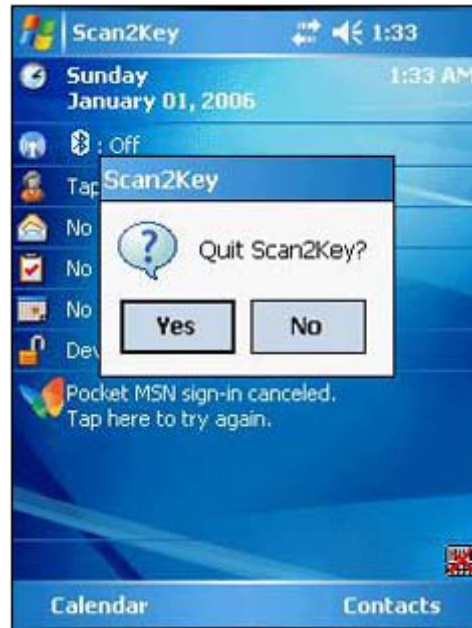 Scan2Key 1:33
Sunday 1:33 AM
January 01, 2006
: Off
Tap
Scan2Key
No
Quit Scan2Key?
No
No
Yes No
Dev
Pocket MSN sign-in canceled.
Tap here to try again.
Calendar Contacts